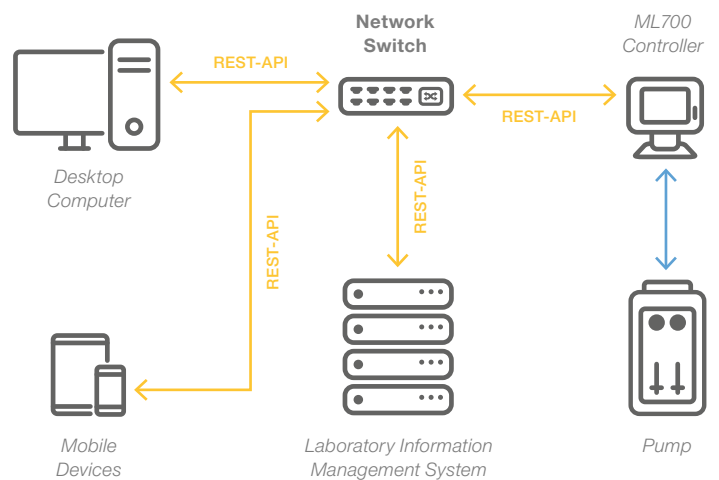 Network
Switch
ML700
Controller
REST-API
REST-API
Desktop
Computer
REST-API
REST-API
Mobile
Devices
Laboratory Information
Management System
Pump